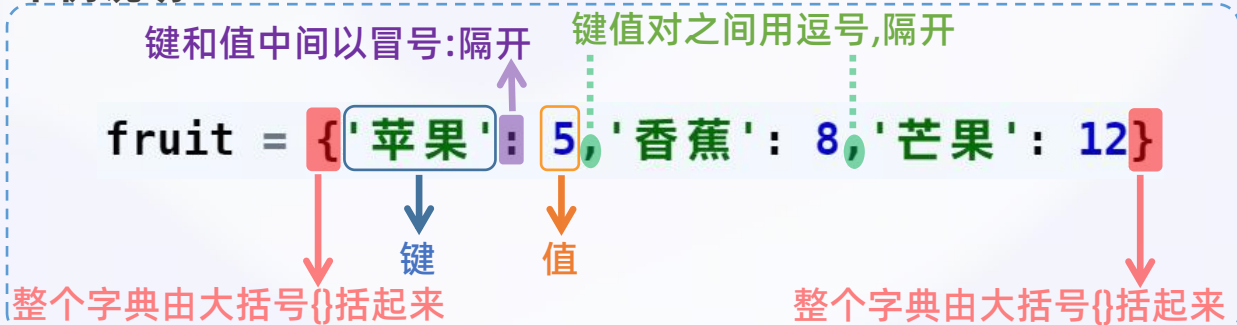 键和值中间以冒号:隔开
键值对之间用逗号,隔开
fruit = {'苹果': 5,'香蕉': 8,'芒果': 12}
键
值
整个字典由大括号{}括起来
整个字典由大括号{}括起来